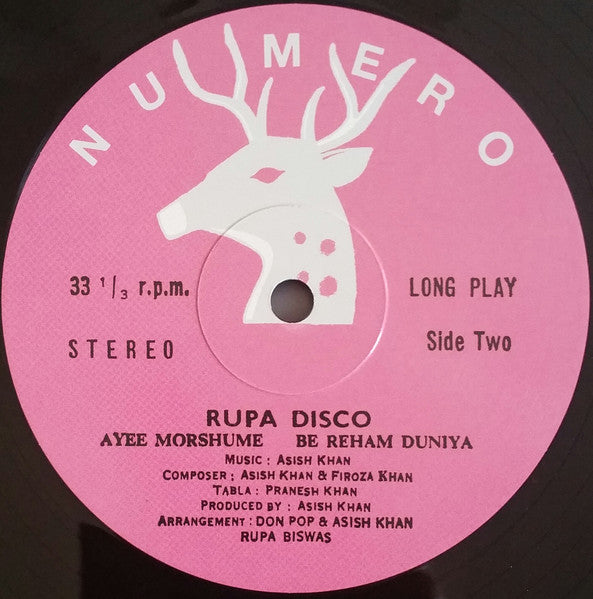 NUMERO
33 1/3 r.p.m.
LONG PLAY
STEREO
Side Two
RUPA DISCO
AYEE MORSHUME BE REHAM DUNIYA
MUSIC : ASISH KHAN
COMPOSER ; ASISH KHAN & FIROZA KHAN
TABLA : PRANESH KHAN
PRODUCED BY : ASISH KHAN
ARRANGEMENT : DON POP & ASISH KHAN
RUPA BISWAS